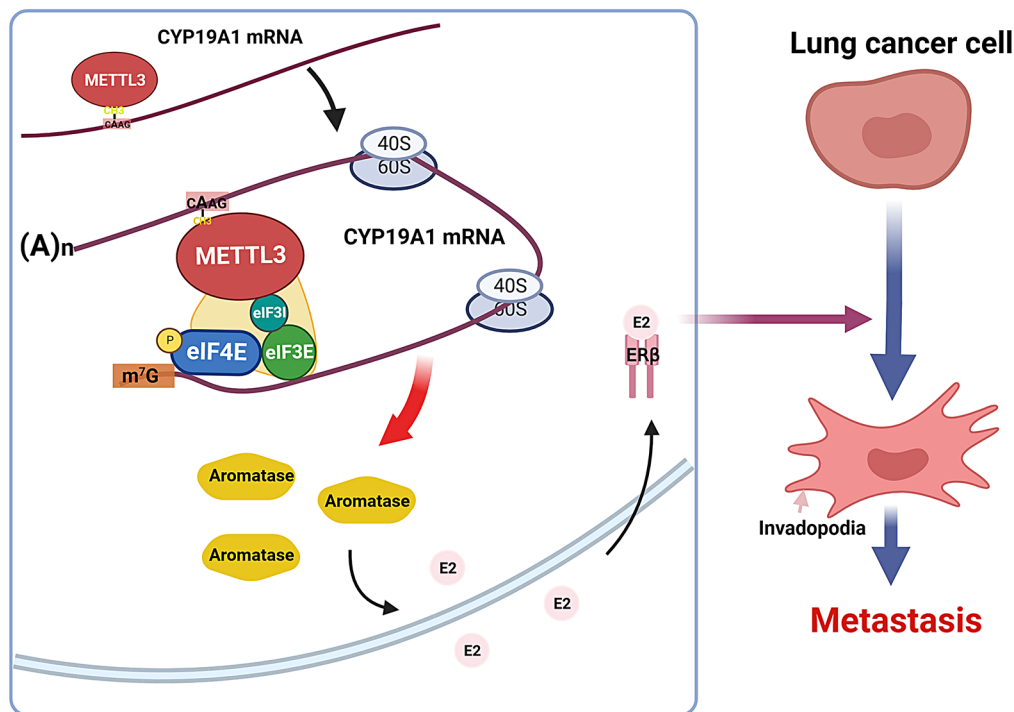 CYP19A1 mRNA
METTL3
CH3
CAAG
40S
60S
CAAG
CH3
METTL3
(A)n
CYP19A1 mRNA
eIF3I
P
eIF4E
eIF3E
m⁷G
40S
60S
E2
ERβ
Aromatase
Aromatase
Aromatase
E2
E2
E2
Lung cancer cell
Invadopodia
Metastasis